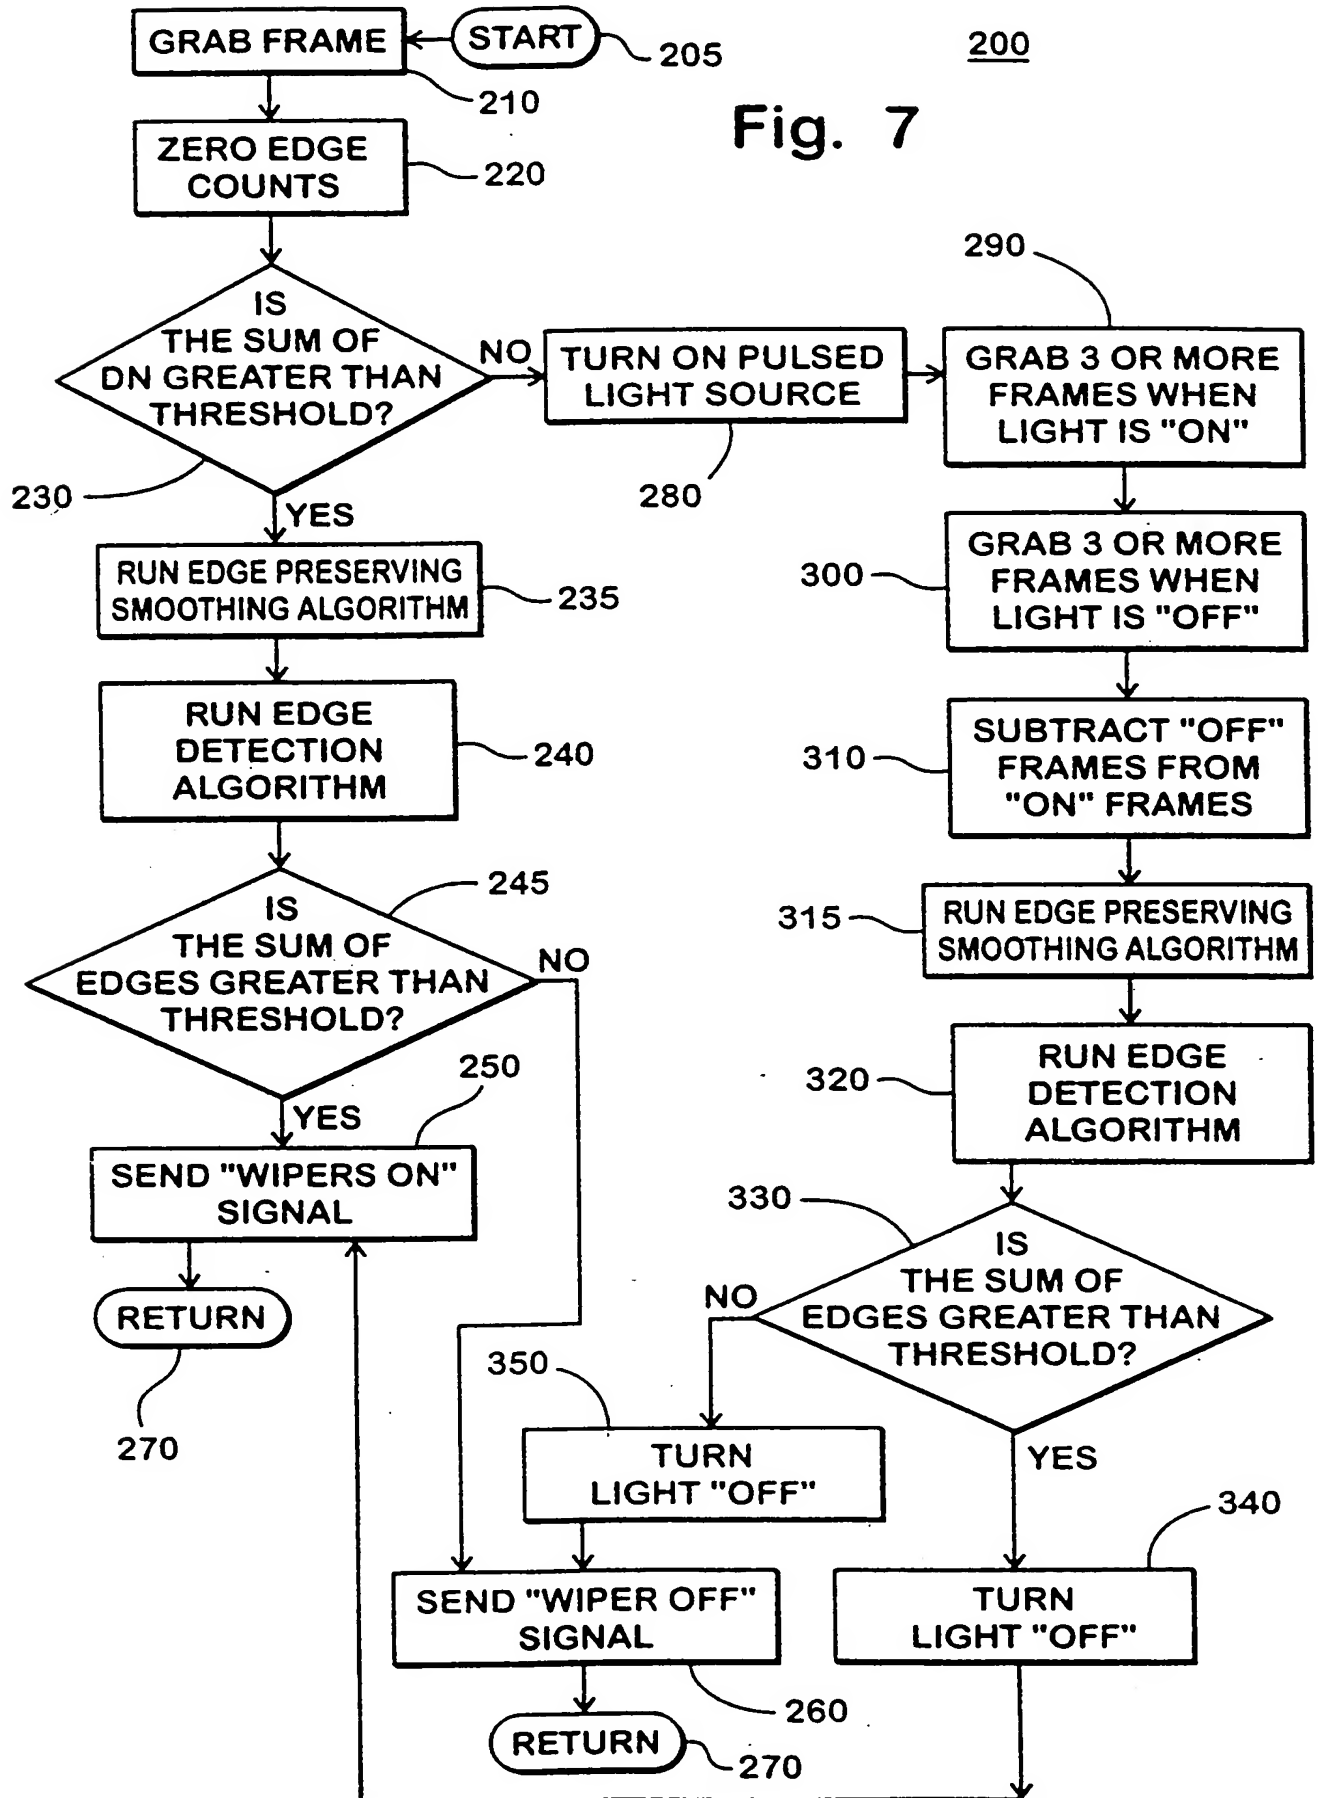 GRAB FRAME
START
205
200
210
Fig. 7
ZERO EDGE
COUNTS
220
IS
THE SUM OF
DN GREATER THAN
THRESHOLD?
230
NO
YES
TURN ON PULSED
LIGHT SOURCE
280
290
GRAB 3 OR MORE
FRAMES WHEN
LIGHT IS "ON"
GRAB 3 OR MORE
FRAMES WHEN
LIGHT IS "OFF"
300
RUN EDGE PRESERVING
SMOOTHING ALGORITHM
235
RUN EDGE
DETECTION
ALGORITHM
240
SUBTRACT "OFF"
FRAMES FROM
"ON" FRAMES
310
IS
THE SUM OF
EDGES GREATER THAN
THRESHOLD?
245
NO
YES
RUN EDGE PRESERVING
SMOOTHING ALGORITHM
315
RUN EDGE
DETECTION
ALGORITHM
320
250
SEND "WIPERS ON"
SIGNAL
RETURN
270
330
IS
THE SUM OF
EDGES GREATER THAN
THRESHOLD?
NO
YES
350
TURN
LIGHT "OFF"
340
TURN
LIGHT "OFF"
SEND "WIPER OFF"
SIGNAL
260
RETURN
270